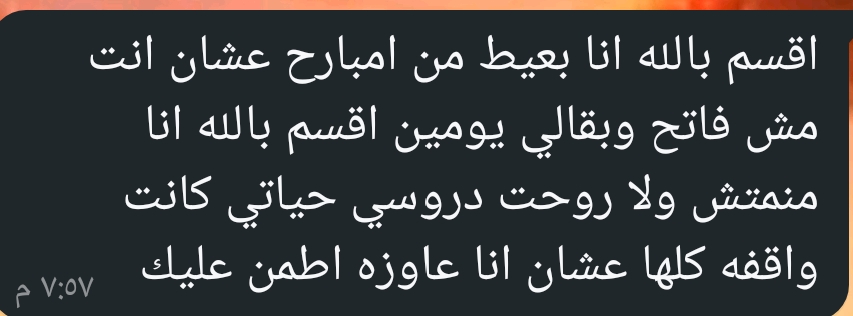 اقسم بالله انا بعيط من امبارح عشان انت
مش فاتح وبقالي يومين اقسم بالله انا
منمتش ولا روحت دروسي حياتي كانت
واقفه كلها عشان انا عاوزه اطمن عليك
٧:٥٧ م